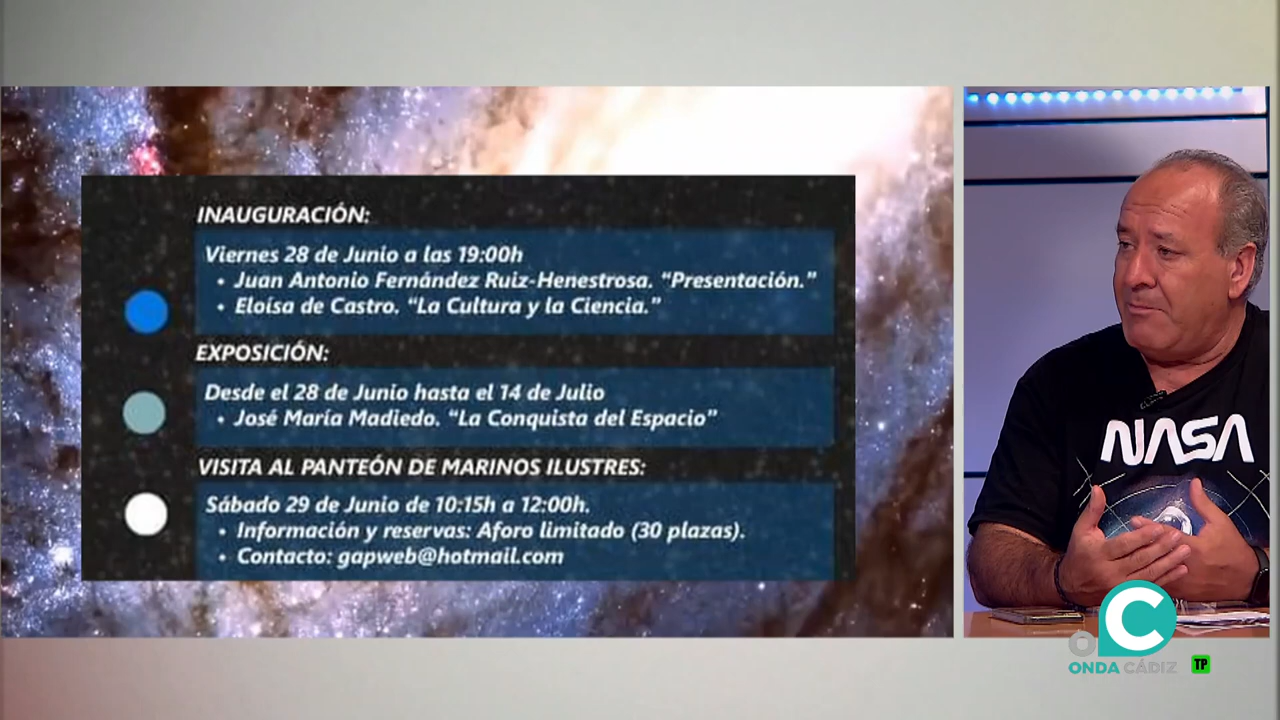 INAUGURACIÓN:
Viernes 28 de Junio a las 19:00h
• Juan Antonio Fernández Ruiz-Henestrosa. “Presentación.”
• Eloísa de Castro. “La Cultura y la Ciencia.”
EXPOSICIÓN:
Desde el 28 de Junio hasta el 14 de Julio
• José María Madiedo. “La Conquista del Espacio”
VISITA AL PANTEÓN DE MARINOS ILUSTRES:
Sábado 29 de Junio de 10:15h a 12:00h.
• Información y reservas: Aforo limitado (30 plazas).
• Contacto: gapweb@hotmail.com
NASA
C
ONDA CÁDIZ
TP